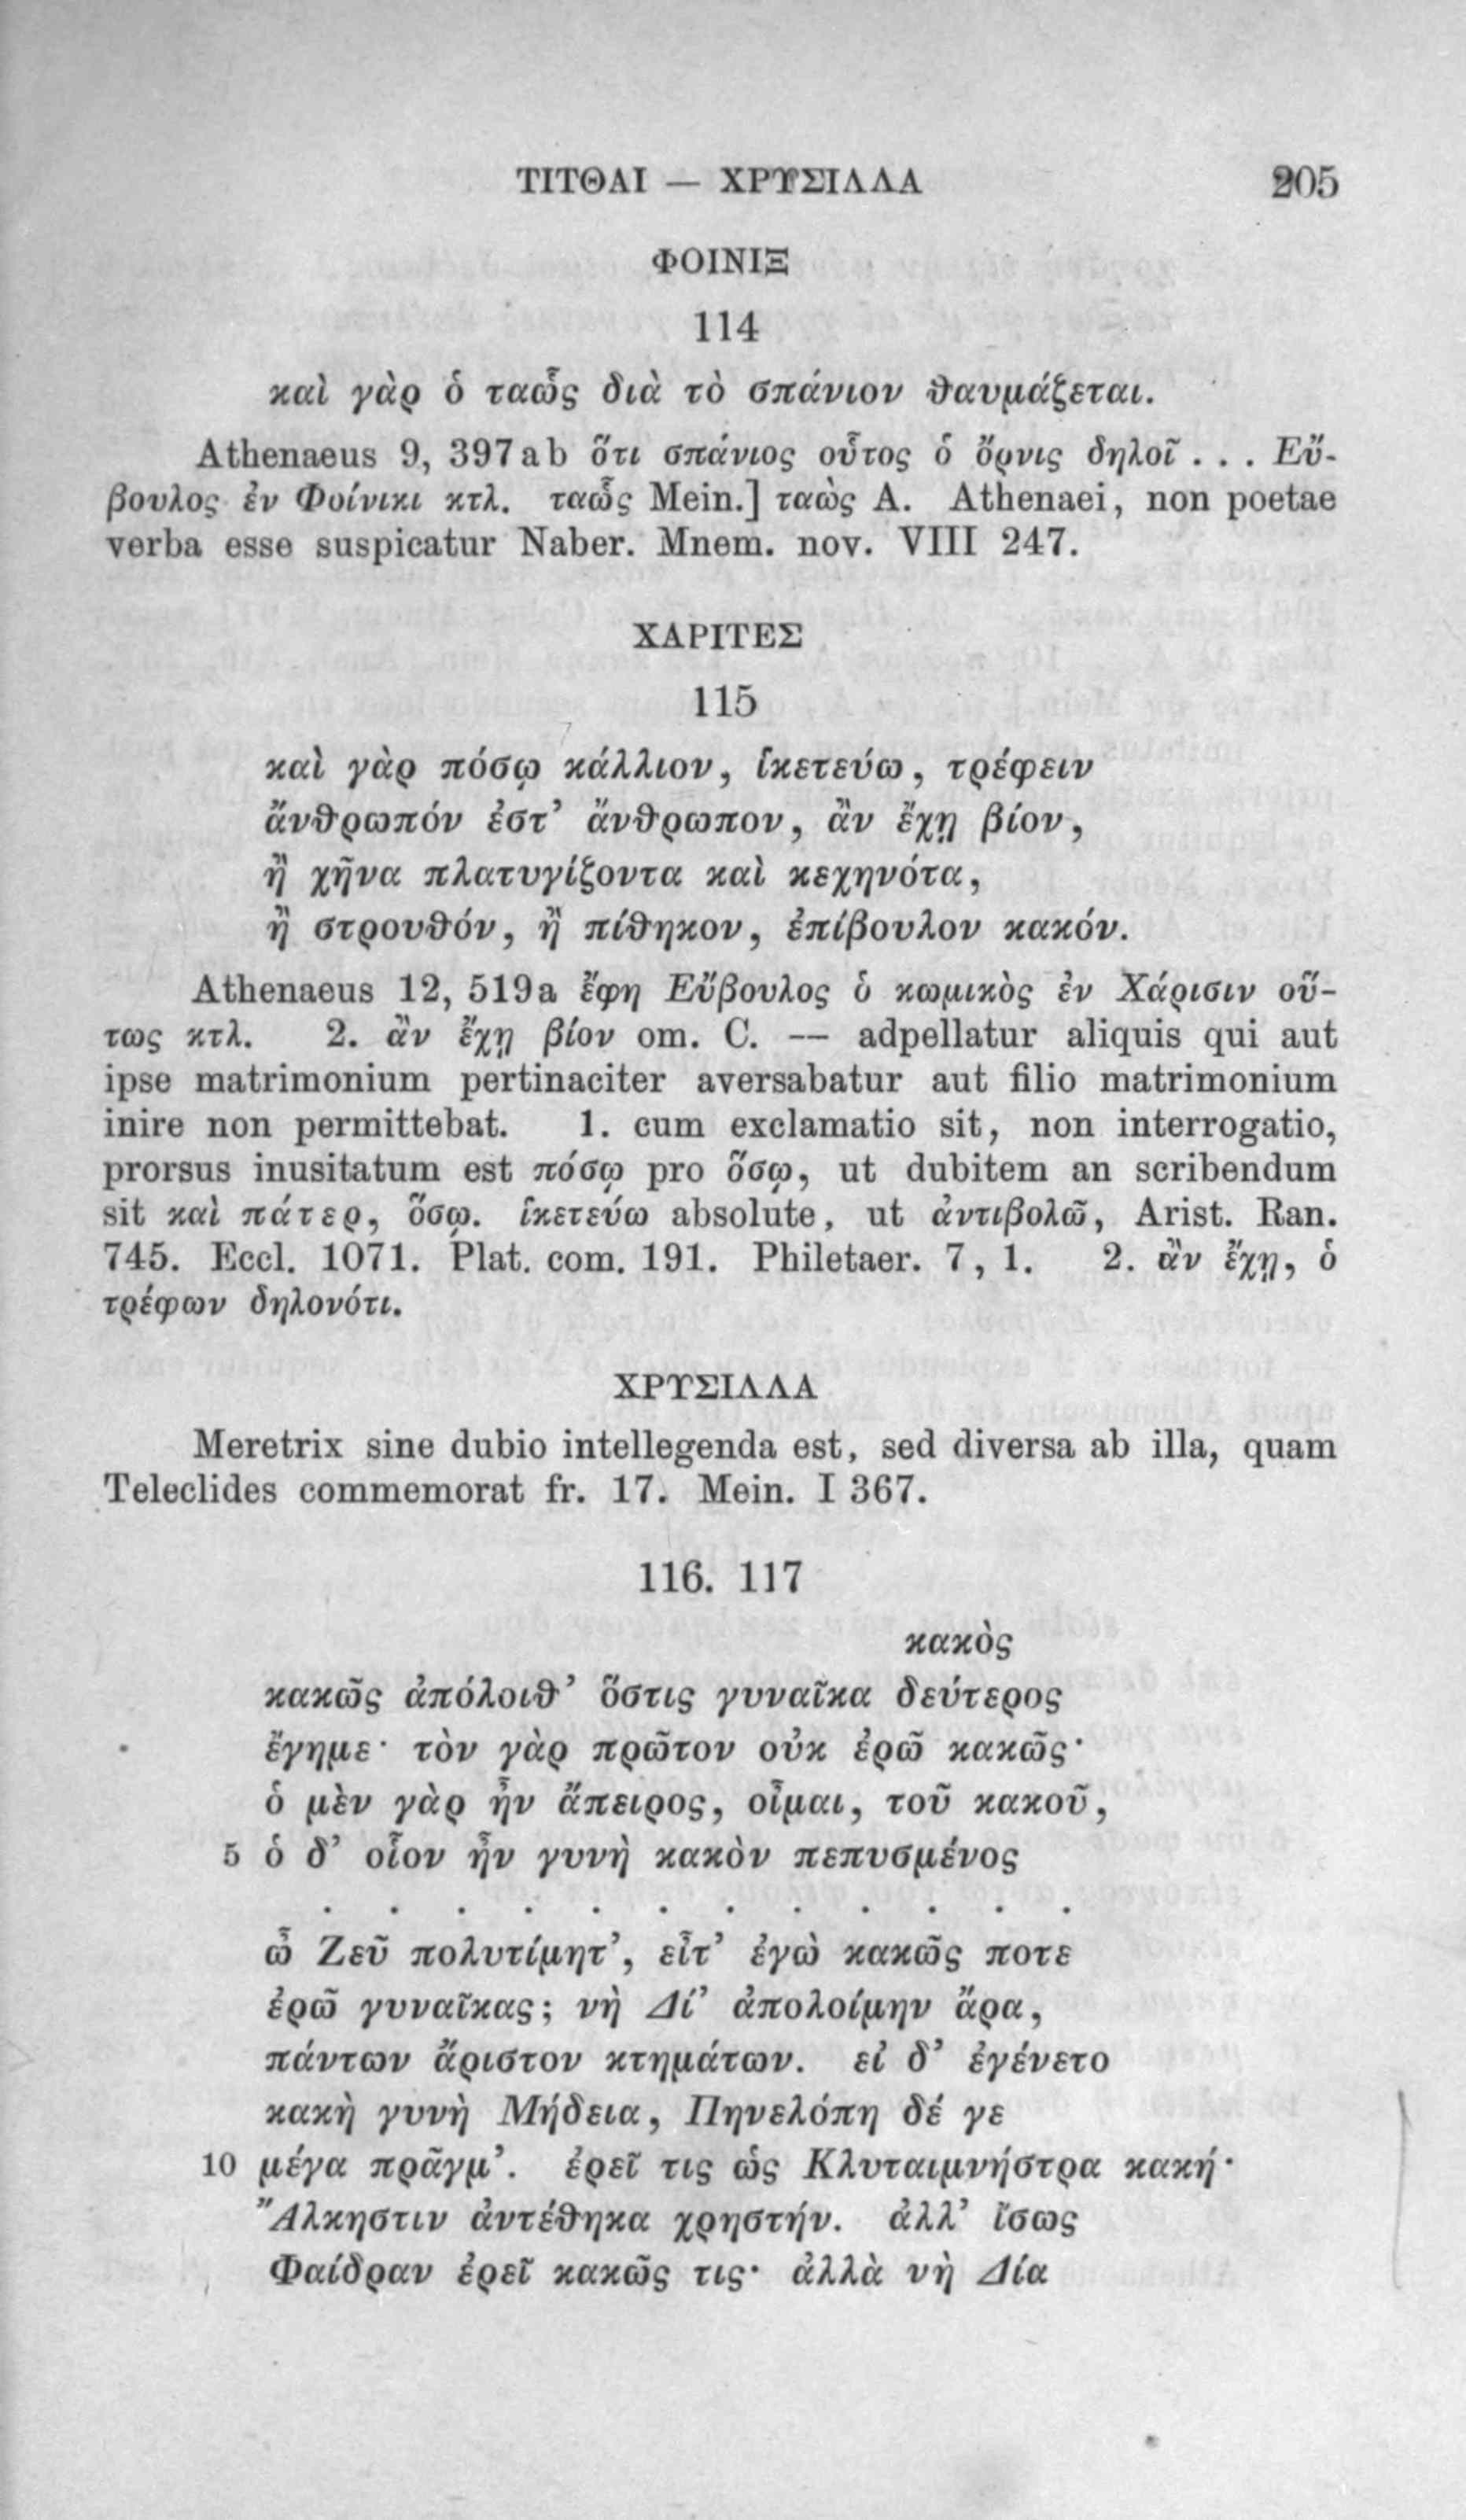 ΤΙΤΘΑΙ — ΧΡΥΣΙΛΛΑ 205
ΦΟΙΝΙΞ
114
καὶ γὰρ ὁ ταὧς διὰ τὸ σπάνιον θαυμάζεται.
Athenaeus 9, 397ab ὅτι σπάνιος οὗτος ὁ ὄρνις δηλοῖ . . . Εὔ-
βουλος ἐν Φοίνικι κτλ. ταὧς Mein.] ταὼς A. Athenaei, non poetae
verba esse suspicatur Naber. Mnem. nov. VIII 247.
ΧΑΡΙΤΕΣ
115
καὶ γὰρ πόσῳ κάλλιον, ἱκετεύω, τρέφειν
ἄνθρωπόν ἐστ’ ἄνθρωπον, ἂν ἔχῃ βίον,
ἢ χῆνα πλατυγίζοντα καὶ κεχηνότα,
ἢ στρουθόν, ἢ πίθηκον, ἐπίβουλον κακόν.
Athenaeus 12, 519a ἔφη Εὔβουλος ὁ κωμικὸς ἐν Χάρισιν οὕ-
τως κτλ. 2. ἂν ἔχῃ βίον om. C. — adpellatur aliquis qui aut
ipse matrimonium pertinaciter aversabatur aut filio matrimonium
inire non permittebat. 1. cum exclamatio sit, non interrogatio,
prorsus inusitatum est πόσῳ pro ὅσῳ, ut dubitem an scribendum
sit καὶ πάτερ, ὅσῳ. ἱκετεύω absolute, ut ἀντιβολῶ, Arist. Ran.
745. Eccl. 1071. Plat. com. 191. Philetaer. 7, 1. 2. ἂν ἔχῃ, ὁ
τρέφων δηλονότι.
ΧΡΥΣΙΛΛΑ
Meretrix sine dubio intellegenda est, sed diversa ab illa, quam
Teleclides commemorat fr. 17. Mein. I 367.
116. 117
κακὸς
κακῶς ἀπόλοιθ’ ὅστις γυναῖκα δεύτερος
ἔγημε· τὸν γὰρ πρῶτον οὐκ ἐρῶ κακῶς·
ὁ μὲν γὰρ ἦν ἄπειρος, οἶμαι, τοῦ κακοῦ,
5 ὁ δ’ οἷον ἦν γυνὴ κακὸν πεπυσμένος
. . . . . . . . . . . .
ὦ Ζεῦ πολυτίμητ’, εἶτ’ ἐγὼ κακῶς ποτε
ἐρῶ γυναῖκας; νὴ Δί’ ἀπολοίμην ἄρα,
πάντων ἄριστον κτημάτων. εἰ δ’ ἐγένετο
κακὴ γυνὴ Μήδεια, Πηνελόπη δέ γε
10 μέγα πρᾶγμ’. ἐρεῖ τις ὡς Κλυταιμνήστρα κακή·
Ἄλκηστιν ἀντέθηκα χρηστήν. ἀλλ’ ἴσως
Φαίδραν ἐρεῖ κακῶς τις· ἀλλὰ νὴ Δία